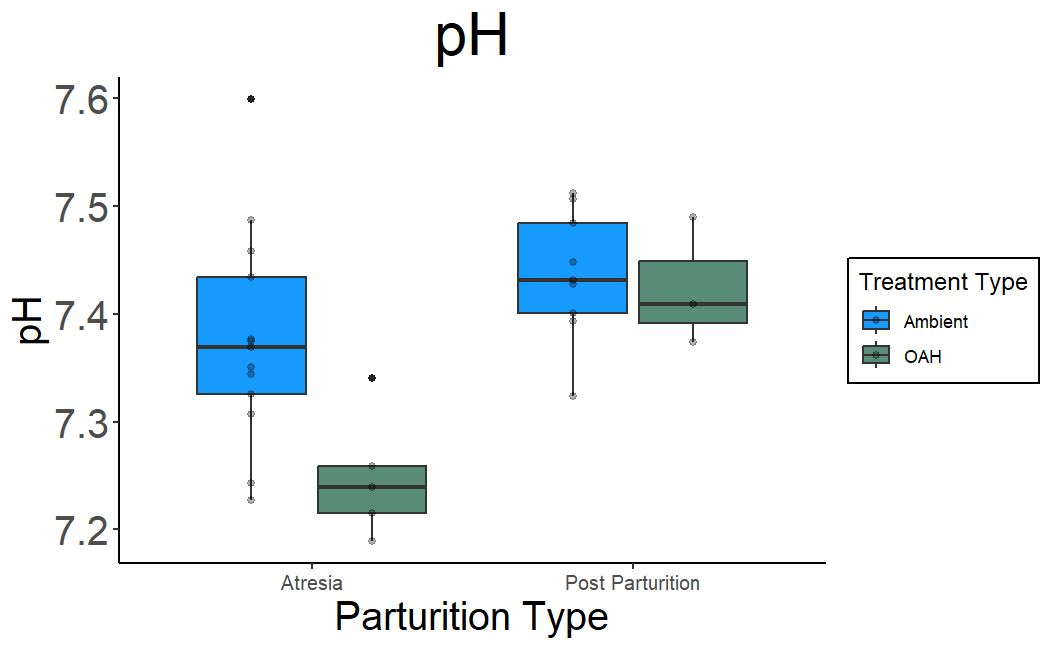 pH
7.6
7.5
7.4
7.3
7.2
pH
Atresia
Post Parturition
Parturition Type
Treatment Type
Ambient
OAH